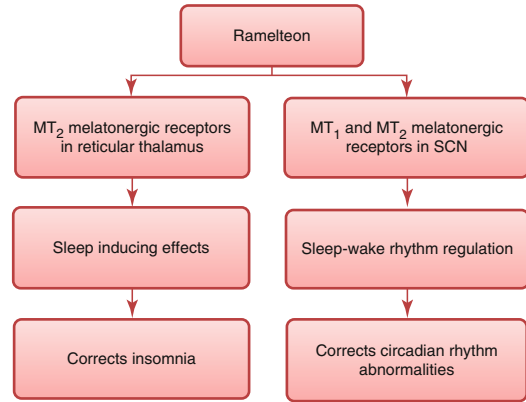 Ramelteon
MT2 melatonergic receptors
in reticular thalamus
MT1 and MT2 melatonergic
receptors in SCN
Sleep inducing effects
Sleep-wake rhythm regulation
Corrects insomnia
Corrects circadian rhythm
abnormalities